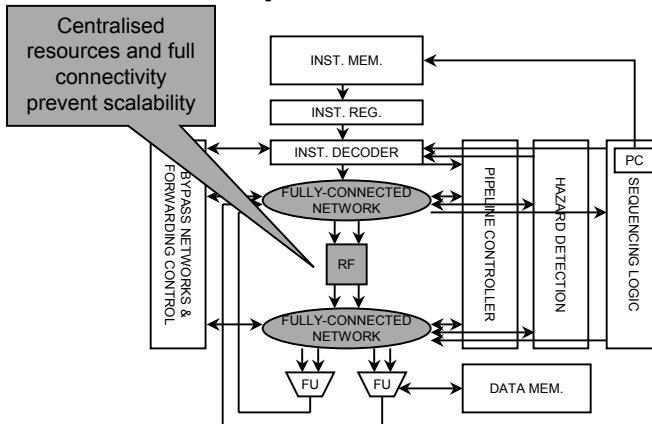 Centralised
resources and full
connectivity
prevent scalability
INST. MEM.
INST. REG.
INST. DECODER
PC
BYPASS NETWORKS &
FORWARDING CONTROL
FULLY-CONNECTED
NETWORK
PIPELINE CONTROLLER
HAZARD DETECTION
SEQUENCING LOGIC
RF
FULLY-CONNECTED
NETWORK
FU
FU
DATA MEM.